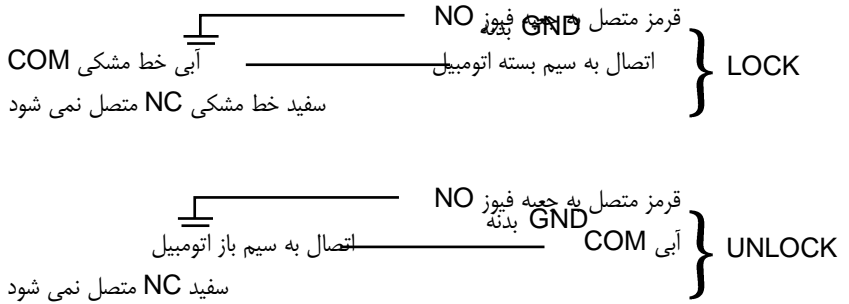 قرمز متصل به جعبه فیوز NO
GND بدنه
اتصال به سیم بسته اتومبیل
آبی خط مشکی COM
LOCK
سفید خط مشکی NC متصل نمی شود
قرمز متصل به جعبه فیوز NO
GND بدنه
آبی COM
اتصال به سیم باز اتومبیل
UNLOCK
سفید NC متصل نمی شود